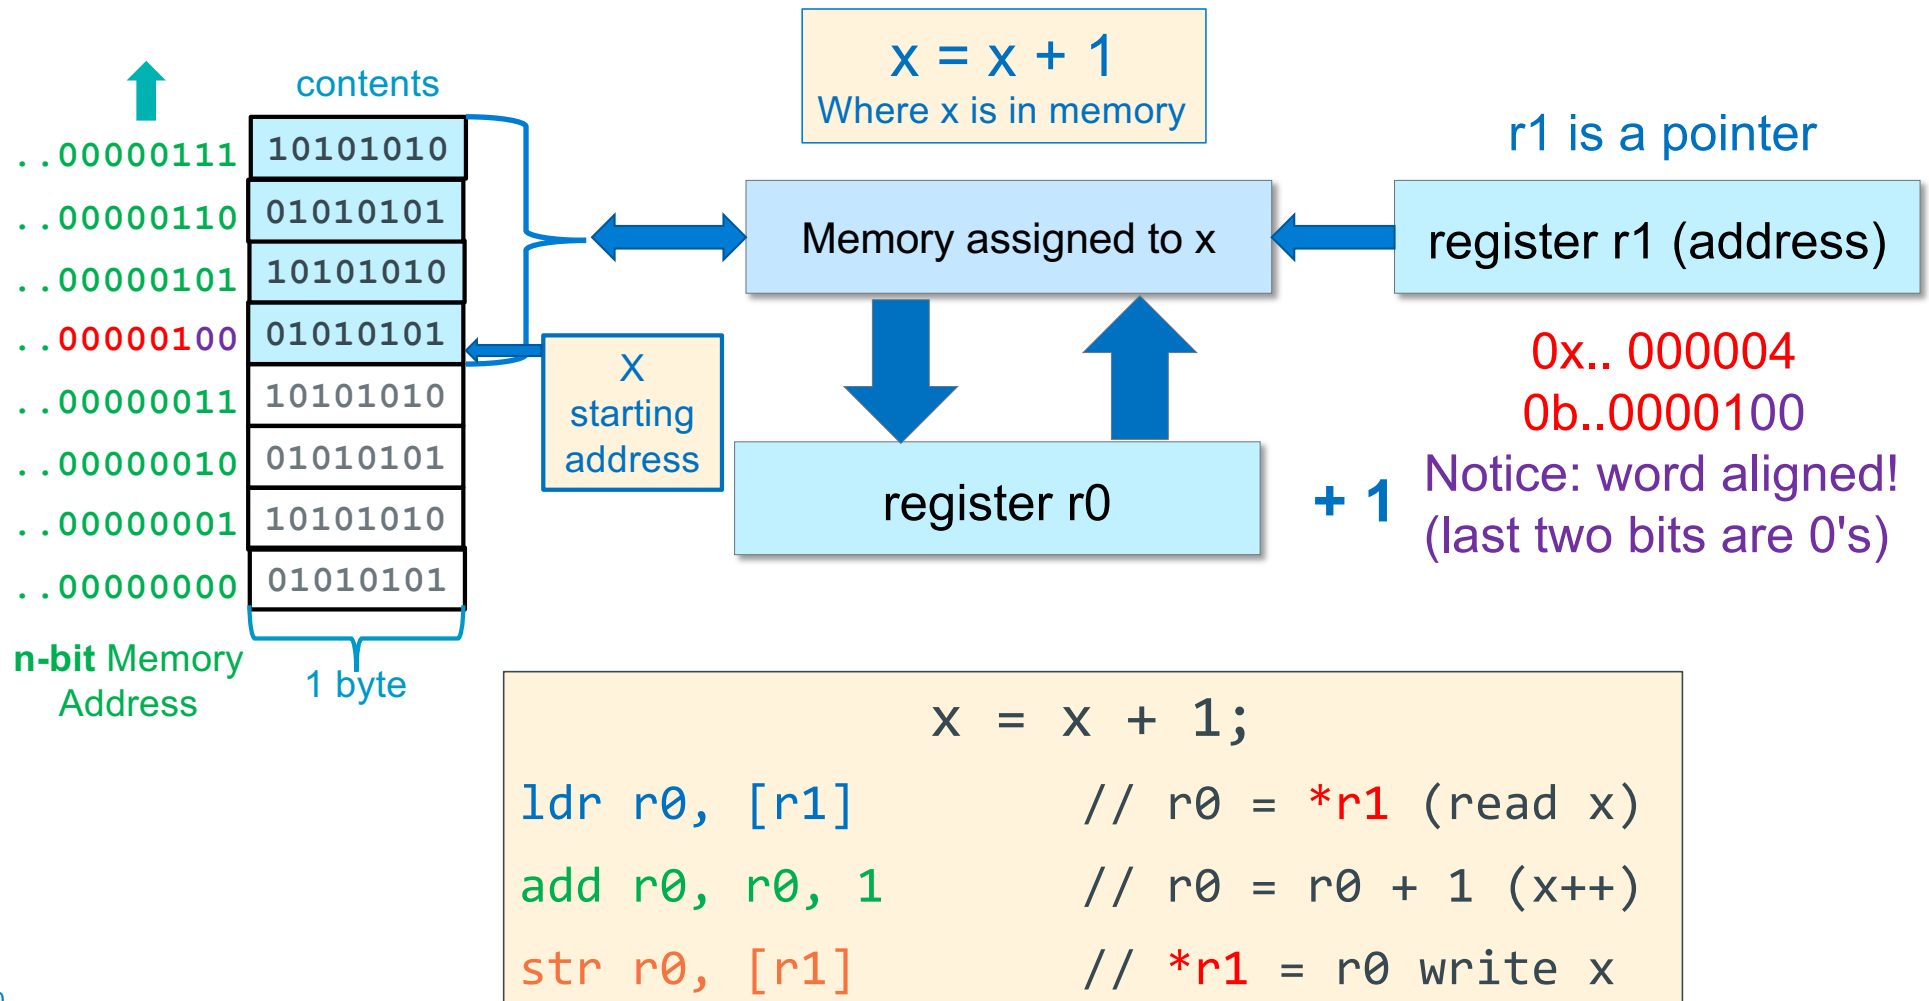 x = x + 1
Where x is in memory
contents
..00000111 10101010
..00000110 01010101
..00000101 10101010
..00000100 01010101
..00000011 10101010
..00000010 01010101
..00000001 10101010
..00000000 01010101
n-bit Memory
Address
1 byte
X
starting
address
Memory assigned to x
r1 is a pointer
register r1 (address)
0x.. 000004
0b..0000100
Notice: word aligned!
(last two bits are 0's)
register r0
+ 1
x = x + 1;
ldr r0, [r1] // r0 = *r1 (read x)
add r0, r0, 1 // r0 = r0 + 1 (x++)
str r0, [r1] // *r1 = r0 write x